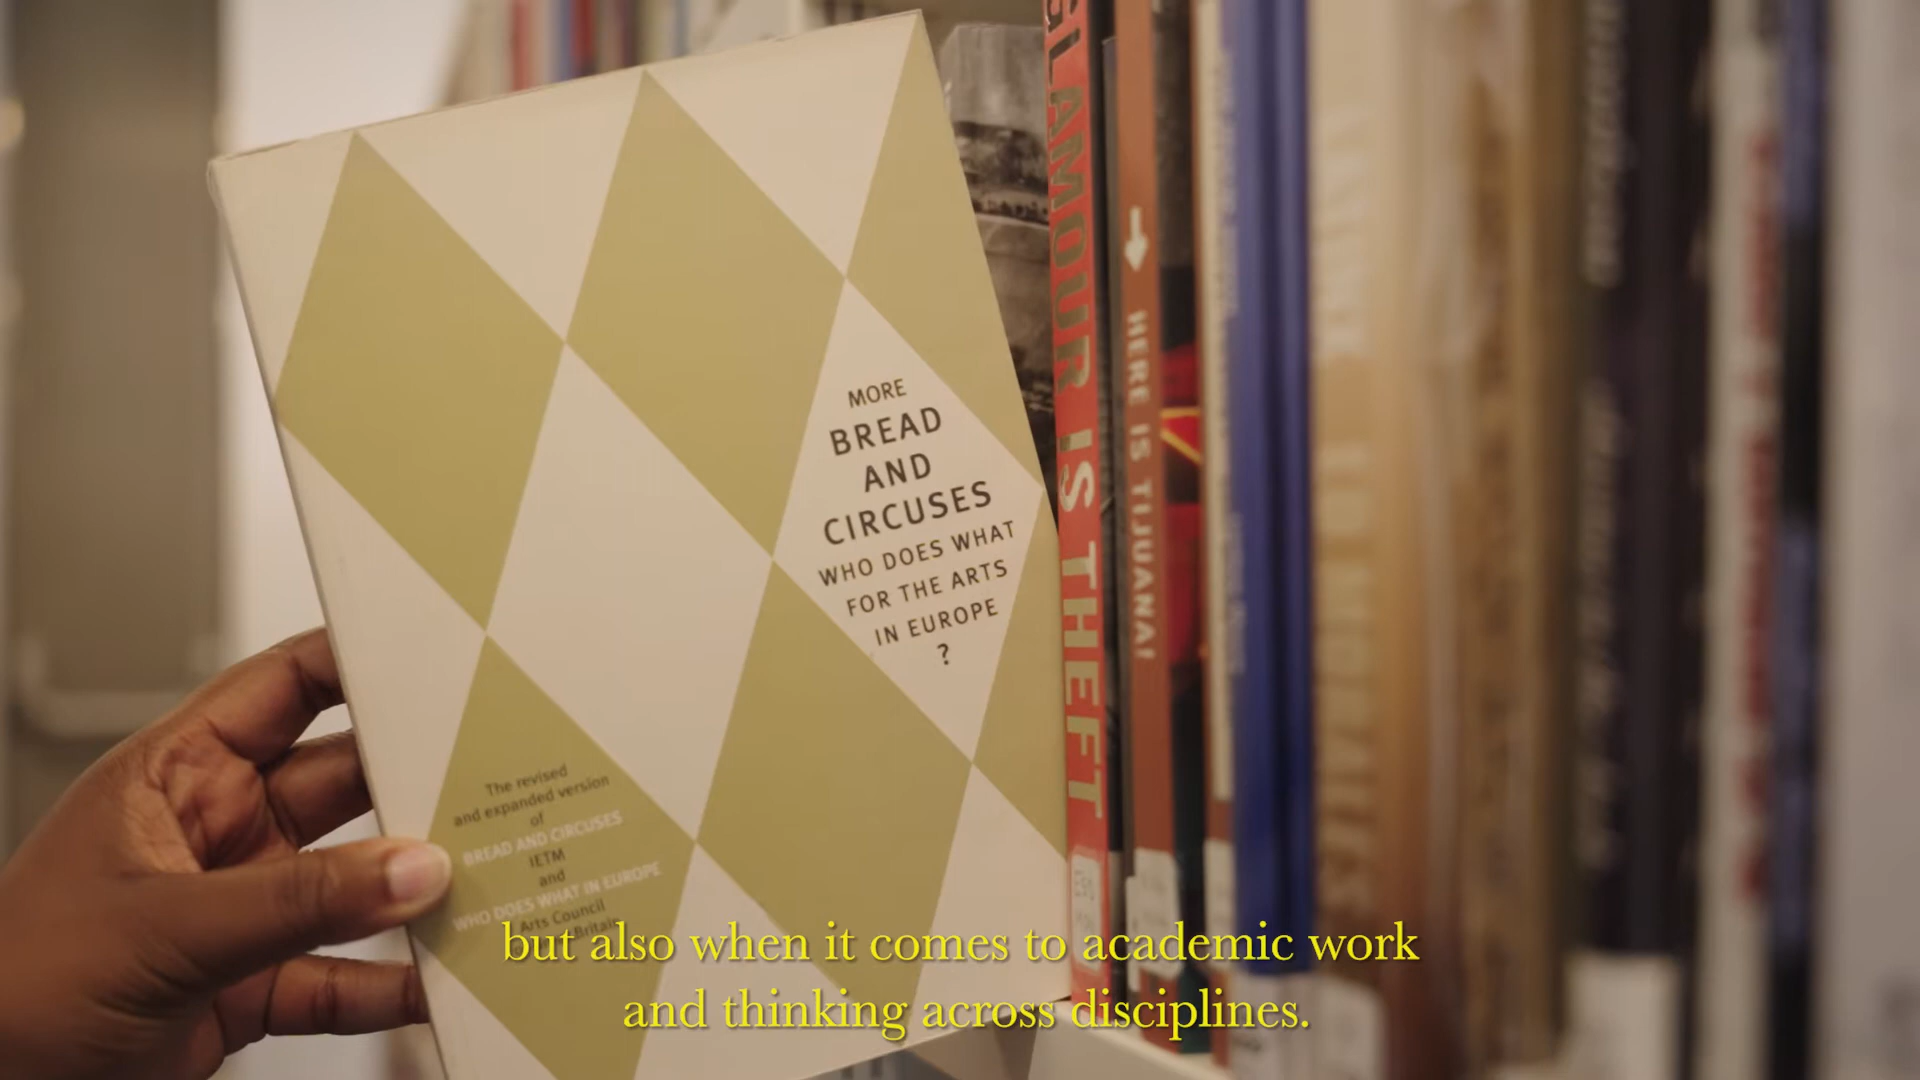 MORE
BREAD
AND
CIRCUSES
WHO DOES WHAT
FOR THE ARTS
IN EUROPE
?
The revised
and expanded version
of
BREAD AND CIRCUSES
IETM
and
WHO DOES WHAT IN EUROPE
Arts Council
Britain
GLAMOUR IS THEFT
HERE IS TIJUANA!
but also when it comes to academic work
and thinking across disciplines.